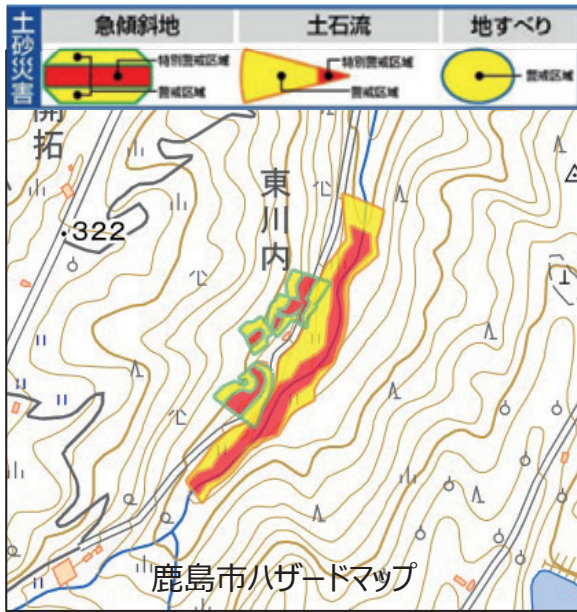 土砂災害
急傾斜地
土石流
地すべり
特別警戒区域
警戒区域
特別警戒区域
警戒区域
警戒区域
開拓
東川内
322
鹿島市ハザードマップ